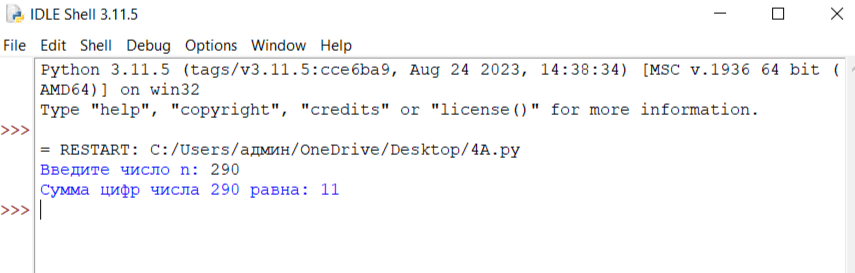 IDLE Shell 3.11.5
File Edit Shell Debug Options Window Help
Python 3.11.5 (tags/v3.11.5:cce6ba9, Aug 24 2023, 14:38:34) [MSC v.1936 64 bit (
AMD64)] on win32
Type "help", "copyright", "credits" or "license()" for more information.
>>>
= RESTART: C:/Users/админ/OneDrive/Desktop/4A.py
Введите число n: 290
Сумма цифр числа 290 равна: 11
>>>